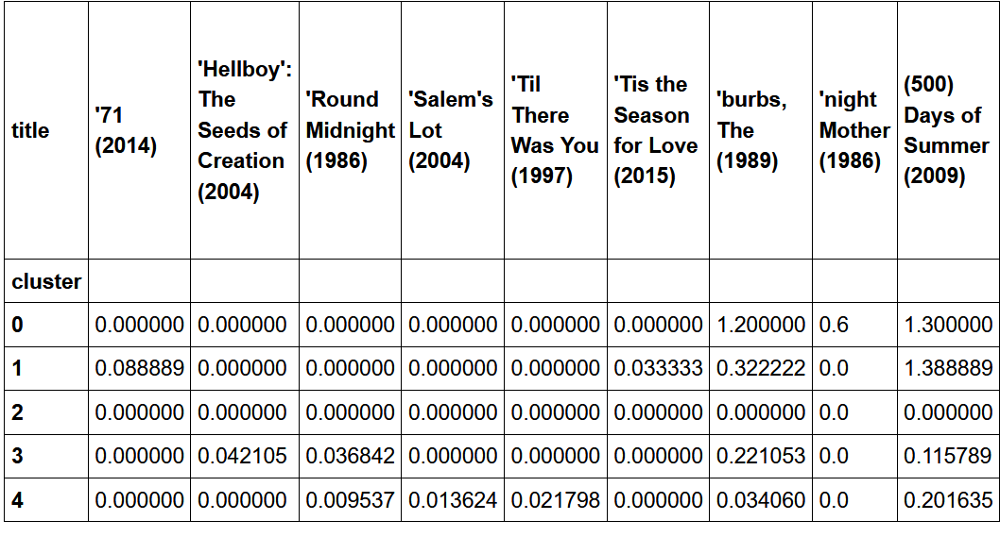 title '71 (2014) 'Hellboy': The Seeds of Creation (2004) 'Round Midnight (1986) 'Salem's Lot (2004) 'Til There Was You (1997) 'Tis the Season for Love (2015) 'burbs, The (1989) 'night Mother (1986) (500) Days of Summer (2009)
cluster
0 0.000000 0.000000 0.000000 0.000000 0.000000 0.000000 1.200000 0.6 1.300000
1 0.088889 0.000000 0.000000 0.000000 0.000000 0.033333 0.322222 0.0 1.388889
2 0.000000 0.000000 0.000000 0.000000 0.000000 0.000000 0.000000 0.0 0.000000
3 0.000000 0.042105 0.036842 0.000000 0.000000 0.000000 0.221053 0.0 0.115789
4 0.000000 0.000000 0.009537 0.013624 0.021798 0.000000 0.034060 0.0 0.201635